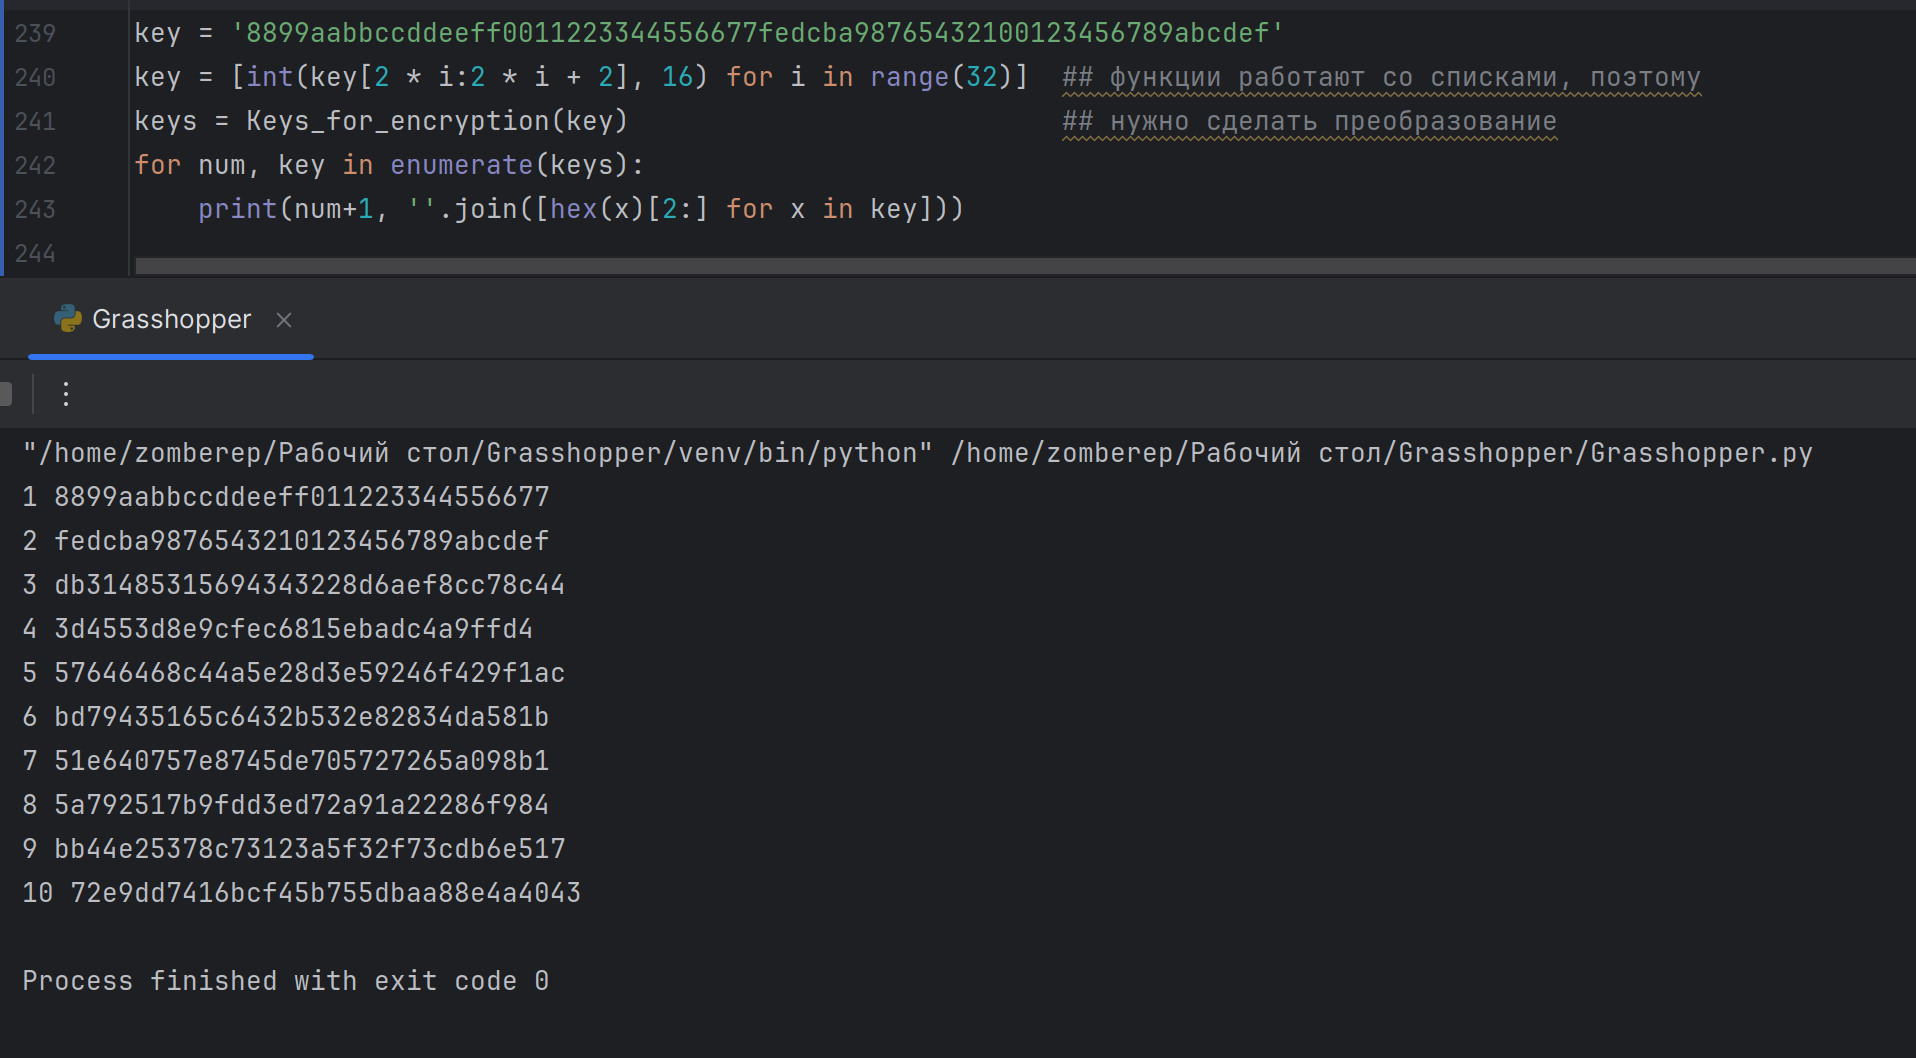 239 key = '8899aabbccddeeff0011223344556677fedcba98765432100123456789abcdef'
240 key = [int(key[2 * i:2 * i + 2], 16) for i in range(32)]  ## функции работают со списками, поэтому
241 keys = Keys_for_encryption(key)                           ## нужно сделать преобразование
242 for num, key in enumerate(keys):
243     print(num+1, ''.join([hex(x)[2:] for x in key]))
244
Grasshopper
"/home/zomberep/Рабочий стол/Grasshopper/venv/bin/python" /home/zomberep/Рабочий стол/Grasshopper/Grasshopper.py
1 8899aabbccddeeff011223344556677
2 fedcba9876543210123456789abcdef
3 db31485315694343228d6aef8cc78c44
4 3d4553d8e9cfec6815ebadc4a9ffd4
5 57646468c44a5e28d3e59246f429f1ac
6 bd79435165c6432b532e82834da581b
7 51e640757e8745de705727265a098b1
8 5a792517b9fdd3ed72a91a22286f984
9 bb44e25378c73123a5f32f73cdb6e517
10 72e9dd7416bcf45b755dbaa88e4a4043
Process finished with exit code 0